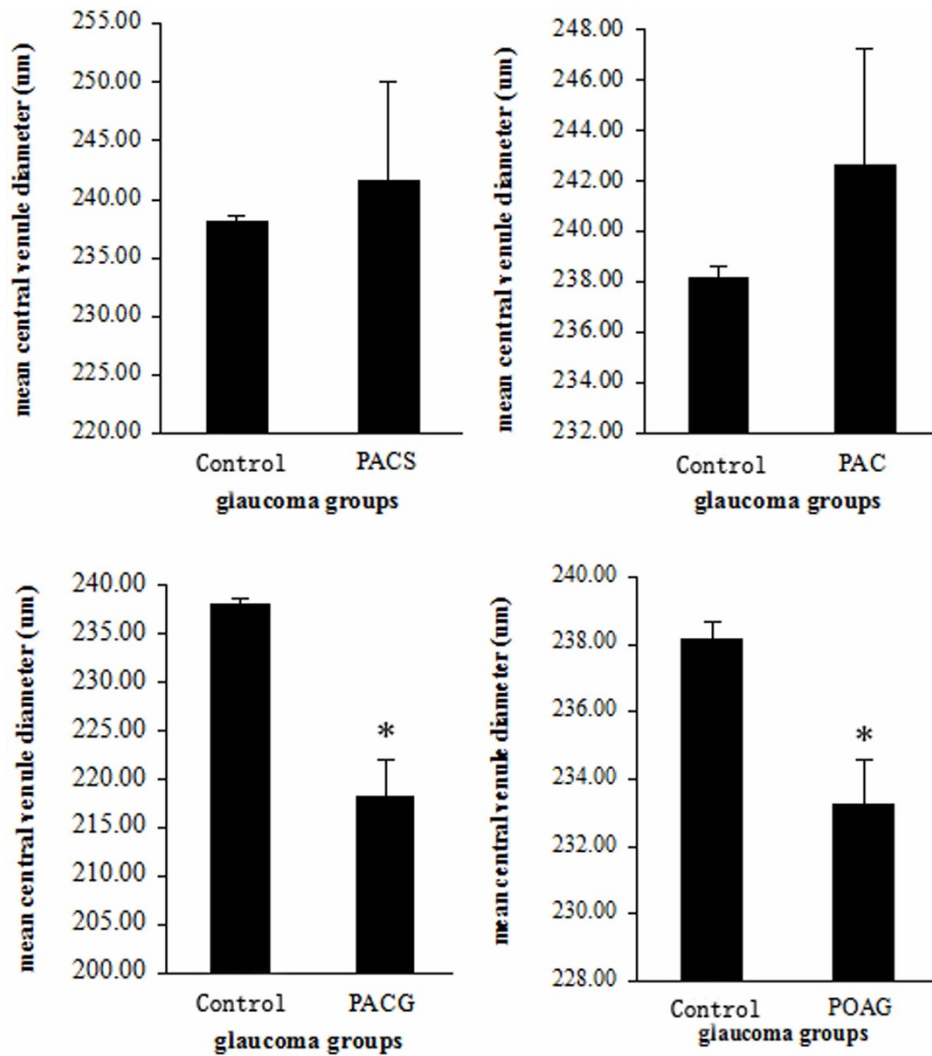 mean central venule diameter (um)
255.00
250.00
245.00
240.00
235.00
230.00
225.00
220.00
Control PACS
glaucoma groups
mean central venule diameter (um)
248.00
246.00
244.00
242.00
240.00
238.00
236.00
234.00
232.00
Control PAC
glaucoma groups
mean central venule diameter (um)
240.00
235.00
230.00
225.00
220.00
215.00
210.00
205.00
200.00
*
Control PACG
glaucoma groups
mean central venule diameter (um)
240.00
238.00
236.00
234.00
232.00
230.00
228.00
*
Control POAG
glaucoma groups